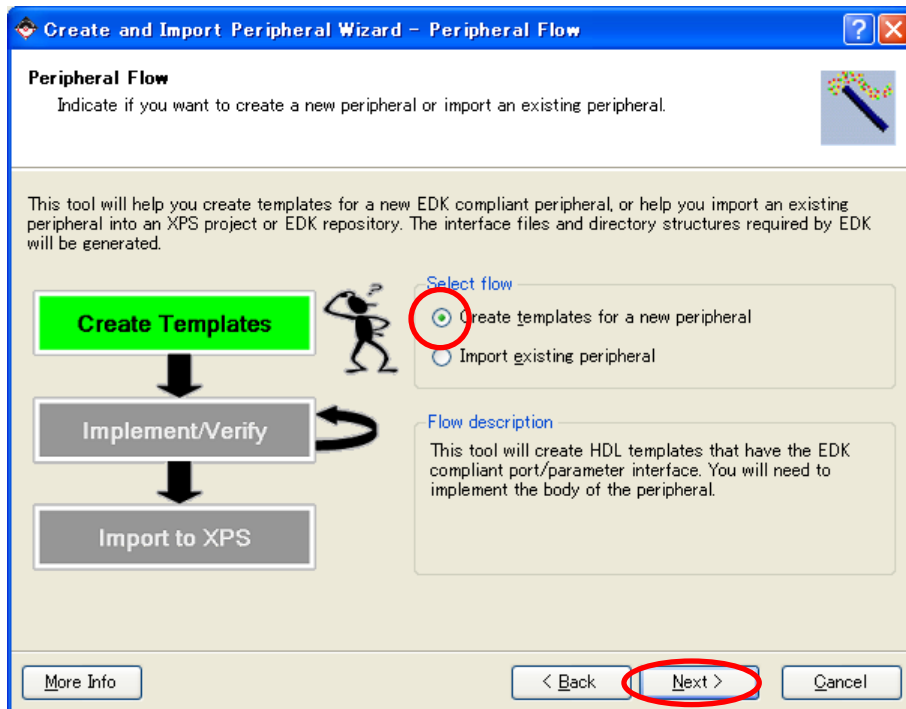 Create and Import Peripheral Wizard - Peripheral Flow
Peripheral Flow
Indicate if you want to create a new peripheral or import an existing peripheral.
This tool will help you create templates for a new EDK compliant peripheral, or help you import an existing
peripheral into an XPS project or EDK repository. The interface files and directory structures required by EDK
will be generated.
Create Templates
Implement/Verify
Import to XPS
Select flow
Create templates for a new peripheral
Import existing peripheral
Flow description
This tool will create HDL templates that have the EDK
compliant port/parameter interface. You will need to
implement the body of the peripheral.
More Info
< Back
Next >
Cancel